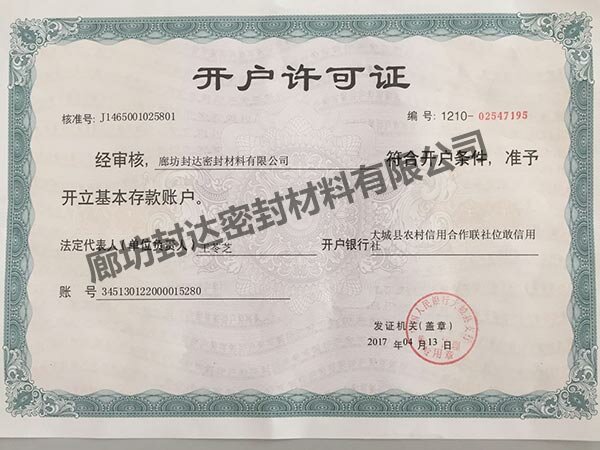 开户许可证
核准号: J1465001025801 编 号: 1210-02547195
经审核, 廊坊封达密封材料有限公司 符合开户条件, 准予
开立基本存款账户。
法定代表人(单位负责人) 开户银行 大城县农村信用合作联社位敢信用
社
账 号 345130122000015280
发证机关(盖章)
2017 年 04 月 13 日
廊坊封达密封材料有限公司